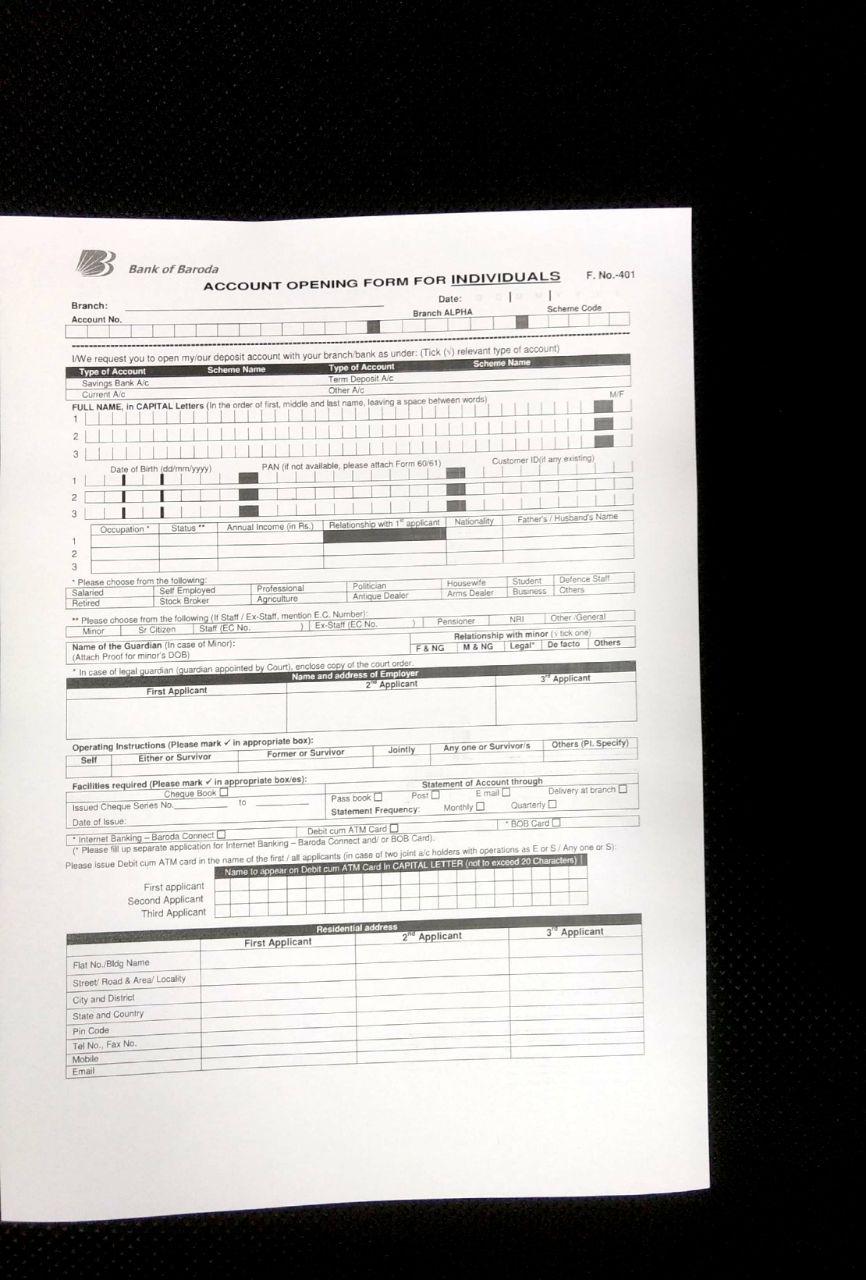 Bank of Baroda
ACCOUNT OPENING FORM FOR INDIVIDUALS F. No.-401
Branch: Date:
Account No. Branch ALPHA Scheme Code
I/We request you to open my/our deposit account with your branch/bank as under: (Tick (√) relevant type of account)
Type of Account Scheme Name Type of Account Scheme Name
Savings Bank A/c Term Deposit A/c
Current A/c Other A/c
FULL NAME, in CAPITAL Letters (In the order of first, middle and last name, leaving a space between words) M/F
1
2
3
Date of Birth (dd/mm/yyyy) PAN (if not available, please attach Form 60/61) Customer ID(if any existing)
1
2
3
Occupation * Status ** Annual Income (in Rs.) Relationship with 1st applicant Nationality Father's / Husband's Name
1
2
3
* Please choose from the following:
Salaried Self Employed Professional Politician Housewife Student Defence Staff
Retired Stock Broker Agriculture Antique Dealer Arms Dealer Business Others
** Please choose from the following (If Staff / Ex-Staff, mention E.C. Number):
Minor Sr Citizen Staff (EC No. ) Ex-Staff (EC No. ) Pensioner NRI Other /General
Name of the Guardian (In case of Minor): Relationship with minor (√ tick one)
(Attach Proof for minor's DOB) F & NG M & NG Legal* De facto Others
* In case of legal guardian (guardian appointed by Court), enclose copy of the court order.
Name and address of Employer
First Applicant 2nd Applicant 3rd Applicant
Operating Instructions (Please mark ✓ in appropriate box):
Self Either or Survivor Former or Survivor Jointly Any one or Survivor/s Others (Pl. Specify)
Facilities required (Please mark ✓ in appropriate box/es):
Cheque Book ☐ Statement of Account through
Issued Cheque Series No. to Pass book ☐ Post ☐ E mail ☐ Delivery at branch ☐
Date of Issue: Statement Frequency: Monthly ☐ Quarterly ☐
* Internet Banking – Baroda Connect ☐ Debit cum ATM Card ☐ * BOB Card ☐
(* Please fill up separate application for Internet Banking – Baroda Connect and/ or BOB Card).
Please issue Debit cum ATM card in the name of the first / all applicants (in case of two joint a/c holders with operations as E or S / Any one or S):
Name to appear on Debit cum ATM Card In CAPITAL LETTER (not to exceed 20 Characters)
First applicant
Second Applicant
Third Applicant
Residential address
First Applicant 2nd Applicant 3rd Applicant
Flat No./Bldg Name
Street/ Road & Area/ Locality
City and District
State and Country
Pin Code
Tel No., Fax No.
Mobile
Email